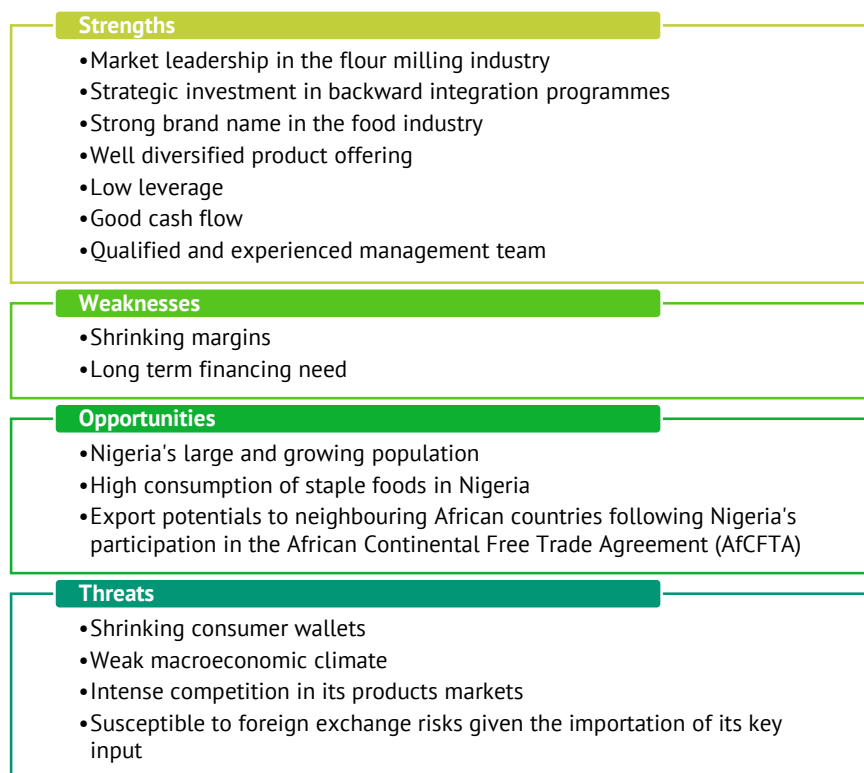 Strengths
•Market leadership in the flour milling industry
•Strategic investment in backward integration programmes
•Strong brand name in the food industry
•Well diversified product offering
•Low leverage
•Good cash flow
•Qualified and experienced management team
Weaknesses
•Shrinking margins
•Long term financing need
Opportunities
•Nigeria's large and growing population
•High consumption of staple foods in Nigeria
•Export potentials to neighbouring African countries following Nigeria's
participation in the African Continental Free Trade Agreement (AfCFTA)
Threats
•Shrinking consumer wallets
•Weak macroeconomic climate
•Intense competition in its products markets
•Susceptible to foreign exchange risks given the importation of its key
input